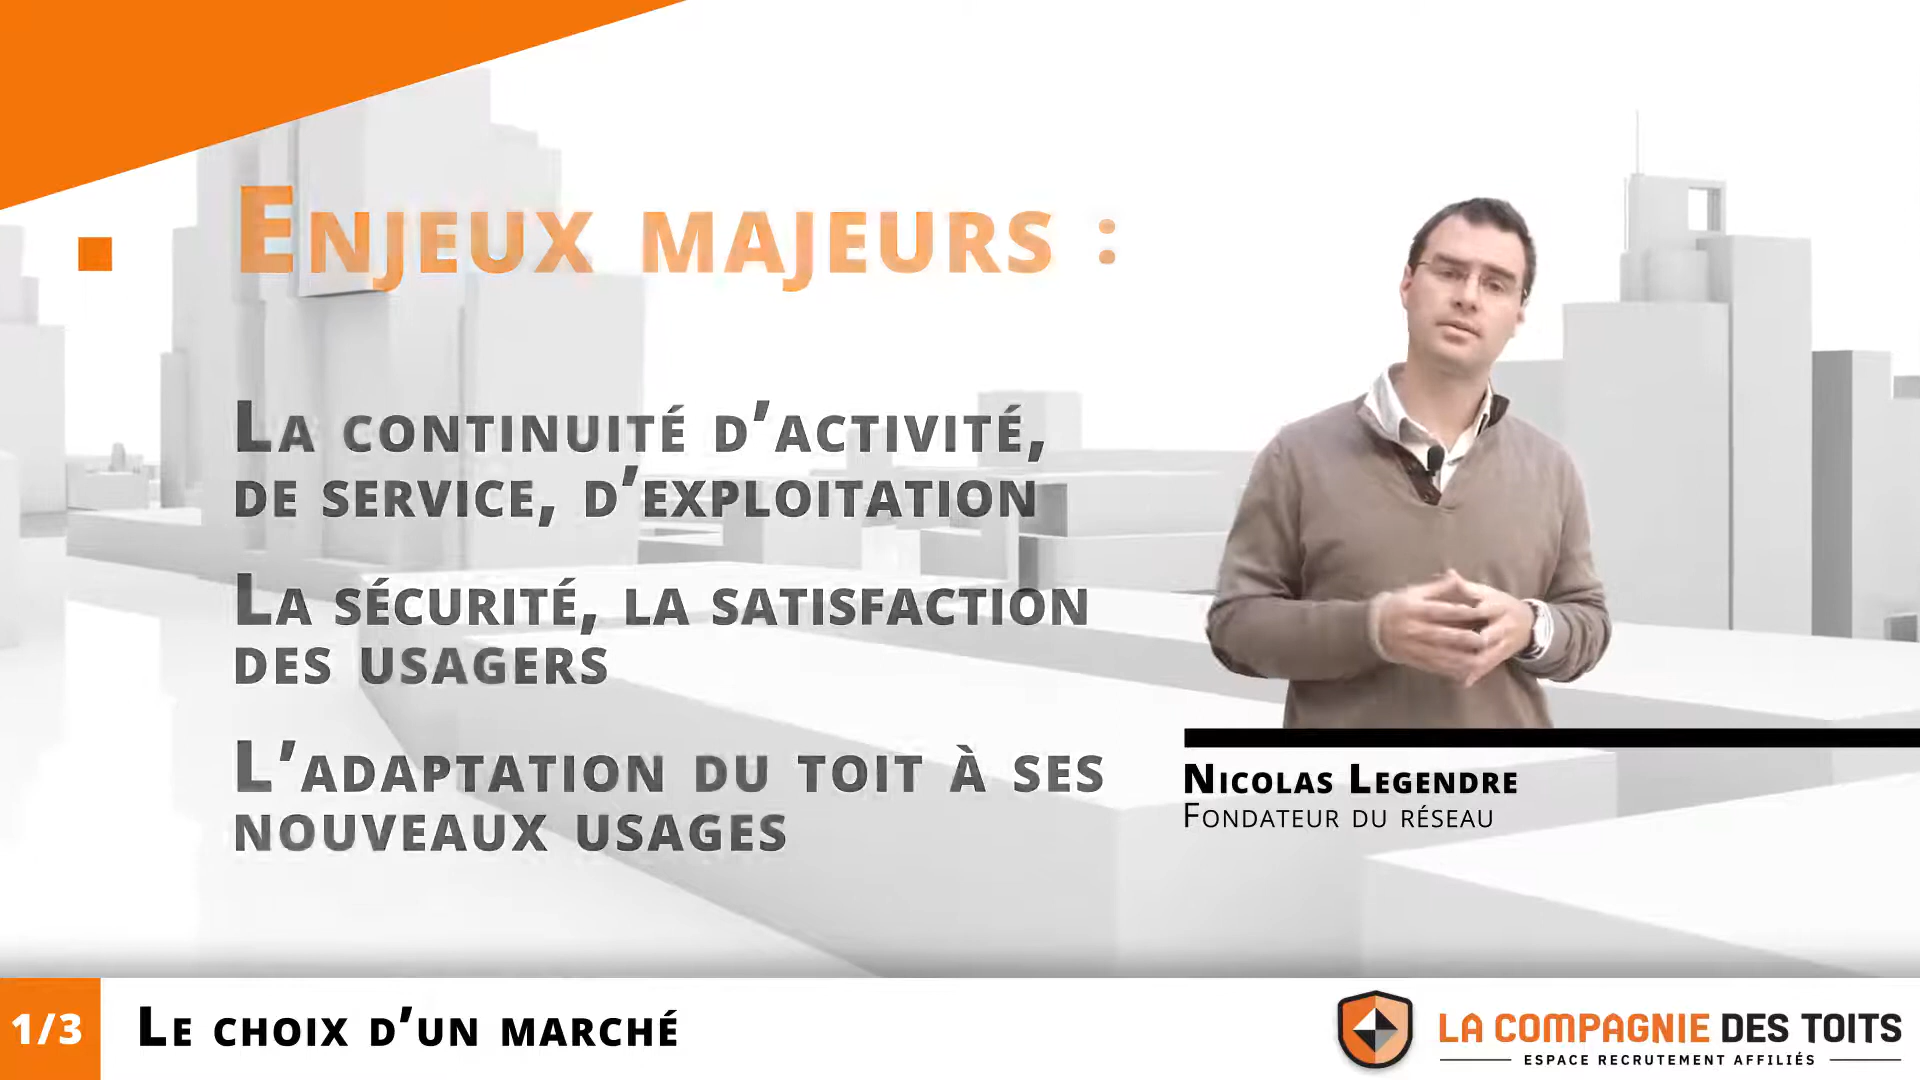 Enjeux majeurs :
La continuité d'activité,
de service, d'exploitation
La sécurité, la satisfaction
des usagers
L'adaptation du toit à ses
nouveaux usages
Nicolas Legendre
Fondateur du réseau
1/3
Le choix d'un marché
LA COMPAGNIE DES TOITS
ESPACE RECRUTEMENT AFFILIÉS